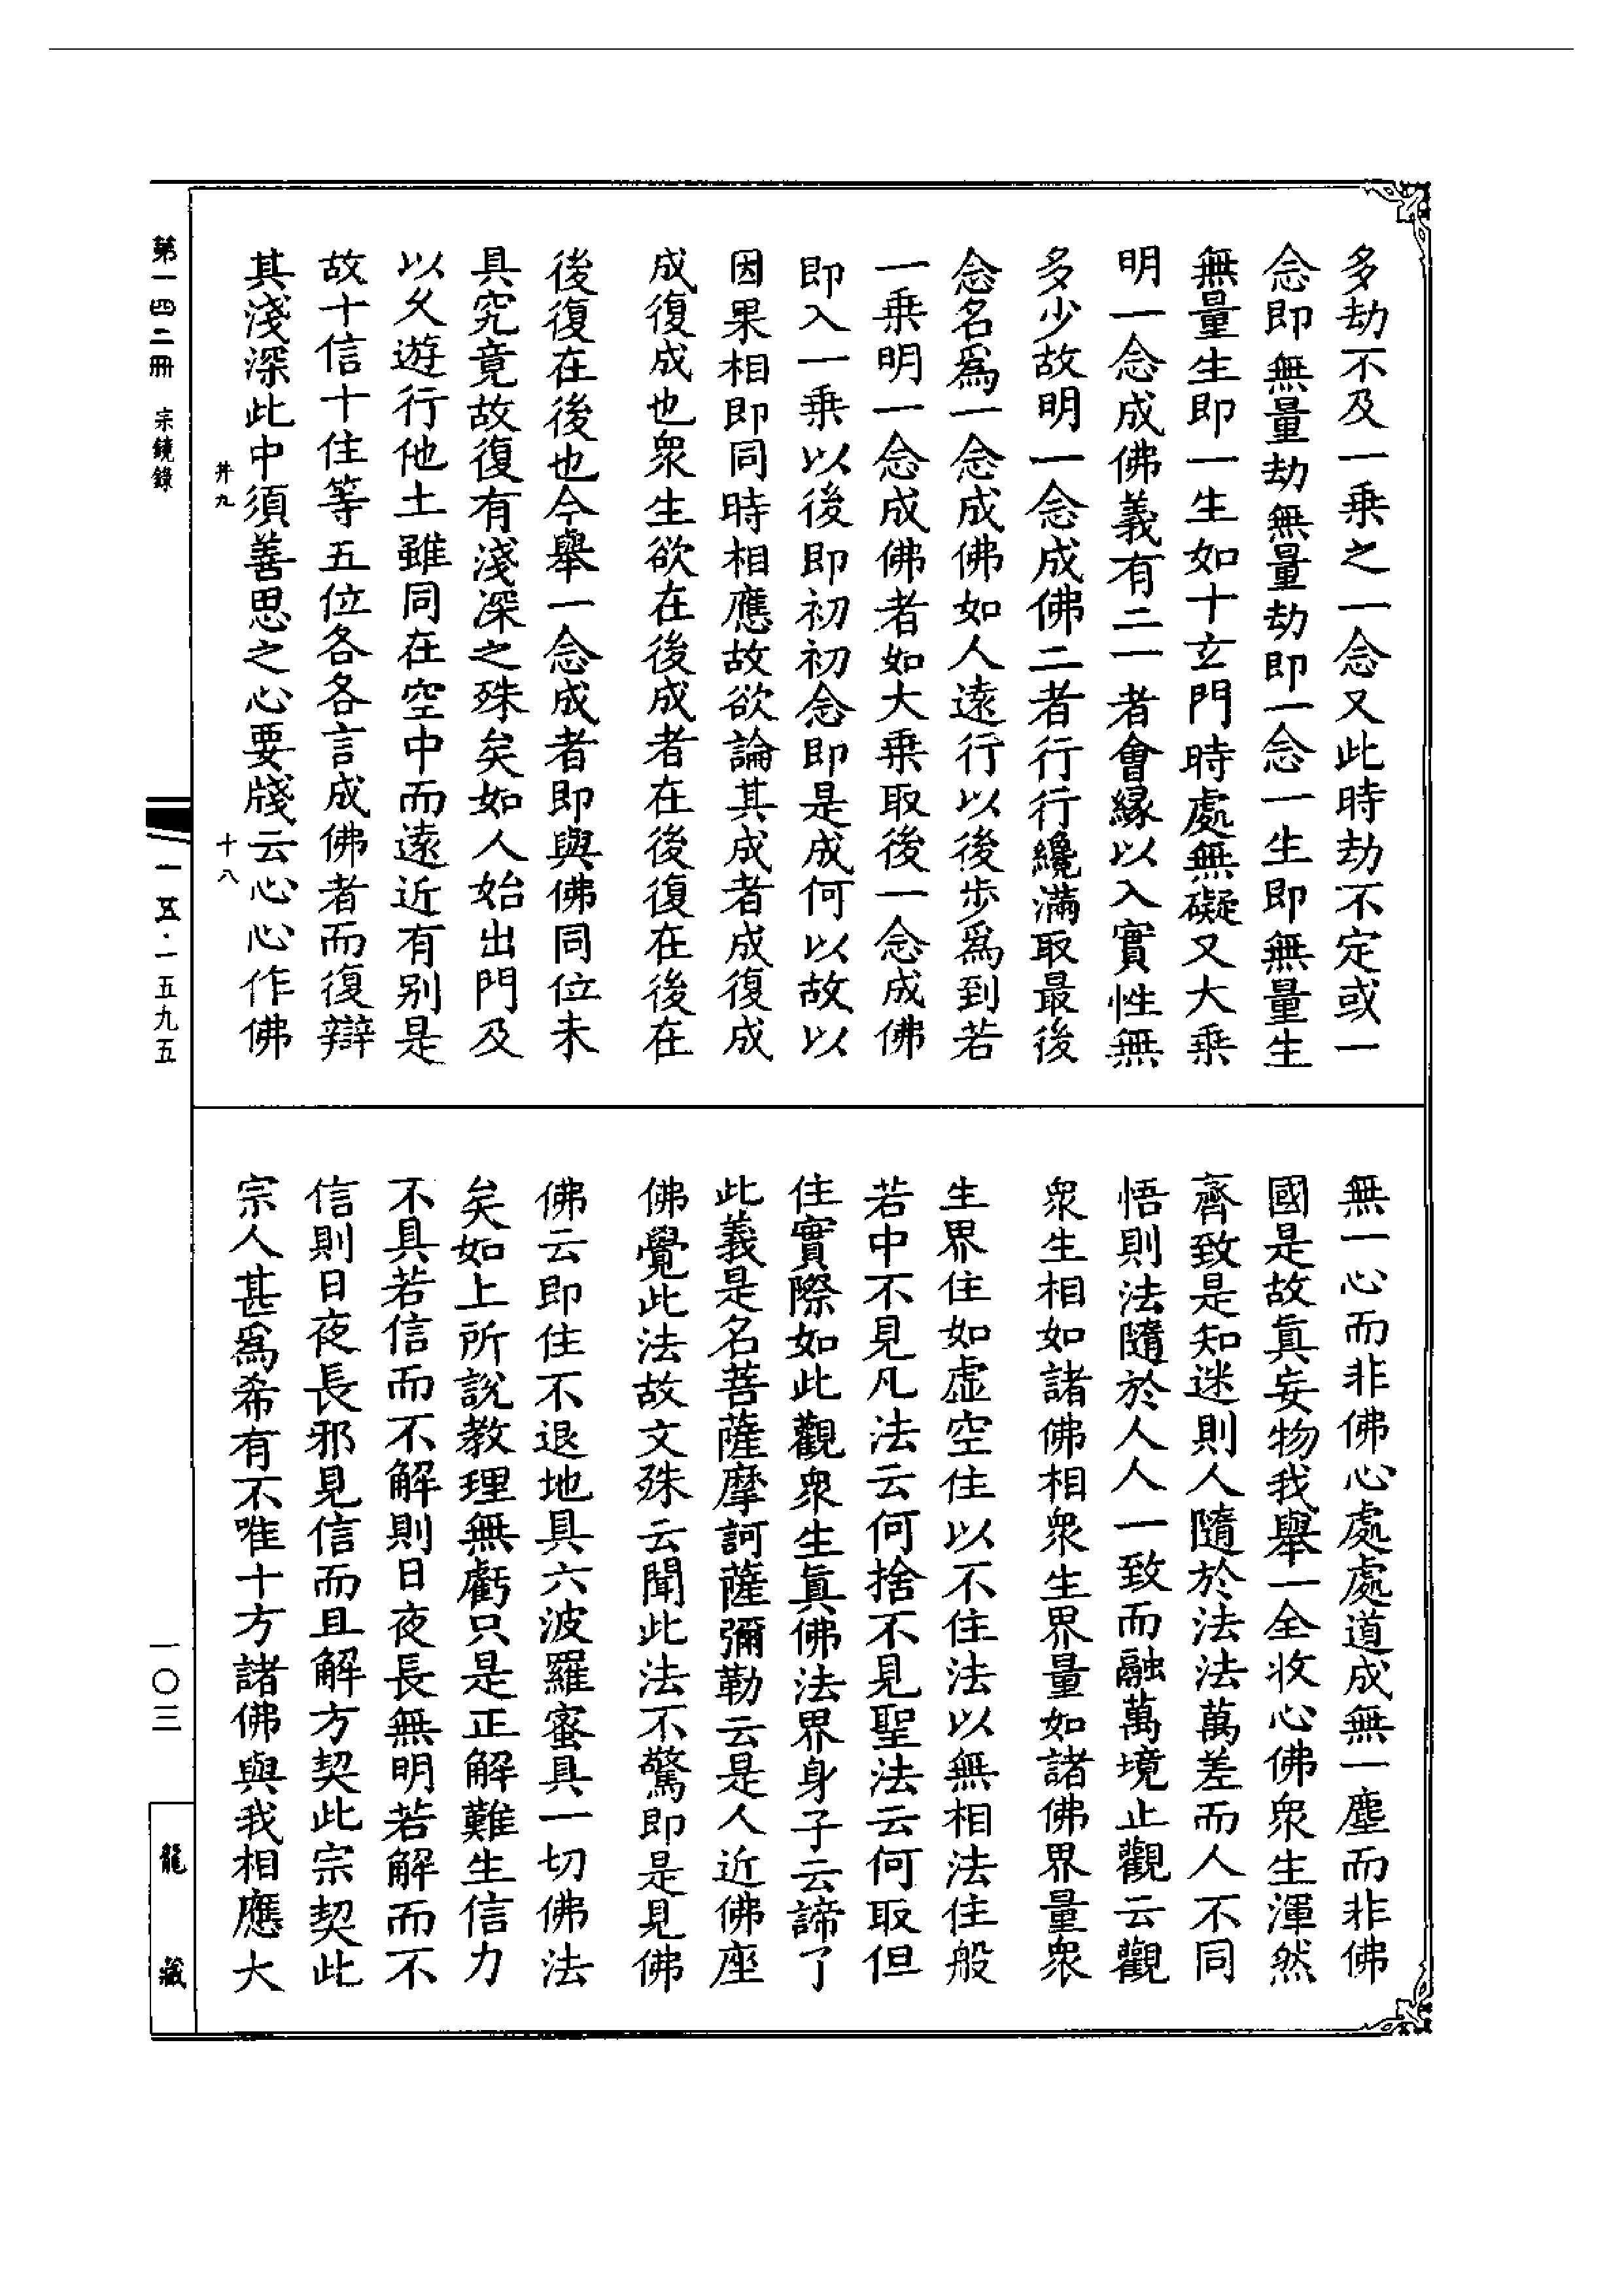 多劫不及一乘之一念又此時劫不定或一
念即無量劫無量劫即一念一生即無量生
無量生即一生如十玄門時處無礙又大乘
明一念成佛義有二一者會緣以入實性無
多少故明一念成佛二者行行纔滿取最後
念名爲一念成佛如人遠行以後步爲到若
一乘明一念成佛者如大乘取後一念成佛
即入一乘以後即初初念即是成何以故以
因果相即同時相應故欲論其成者成復成
成復成也衆生欲在後成者在後復在後在
後復在後也今舉一念成者即與佛同位未
具究竟故復有淺深之殊矣如人始出門及
以久遊行他土雖同在空中而遠近有別是
故十信十住等五位各各言成佛者而復辯
其淺深此中須善思之心要牋云心心作佛
無一心而非佛心處處道成無一塵而非佛
國是故眞妄物我舉一全收心佛衆生渾然
齊致是知迷則人隨於法法萬差而人不同
悟則法隨於人人一致而融萬境止觀云觀
衆生相如諸佛相衆生界量如諸佛界量衆
生界住如虛空住以不住法以無相法住般
若中不見凡法云何捨不見聖法云何取但
住實際如此觀衆生眞佛法界身子云諦了
此義是名菩薩摩訶薩彌勒云是人近佛座
佛覺此法故文殊云聞此法不驚即是見佛
佛云即住不退地具六波羅蜜具一切佛法
矣如上所說教理無虧只是正解難生信力
不具若信而不解則日夜長無明若解而不
信則日夜長邪見信而且解方契此宗契此
宗人甚爲希有不唯十方諸佛與我相應大
井九
十八
第一四二冊 宗鏡錄
一五·一五九五
一〇三
龍藏